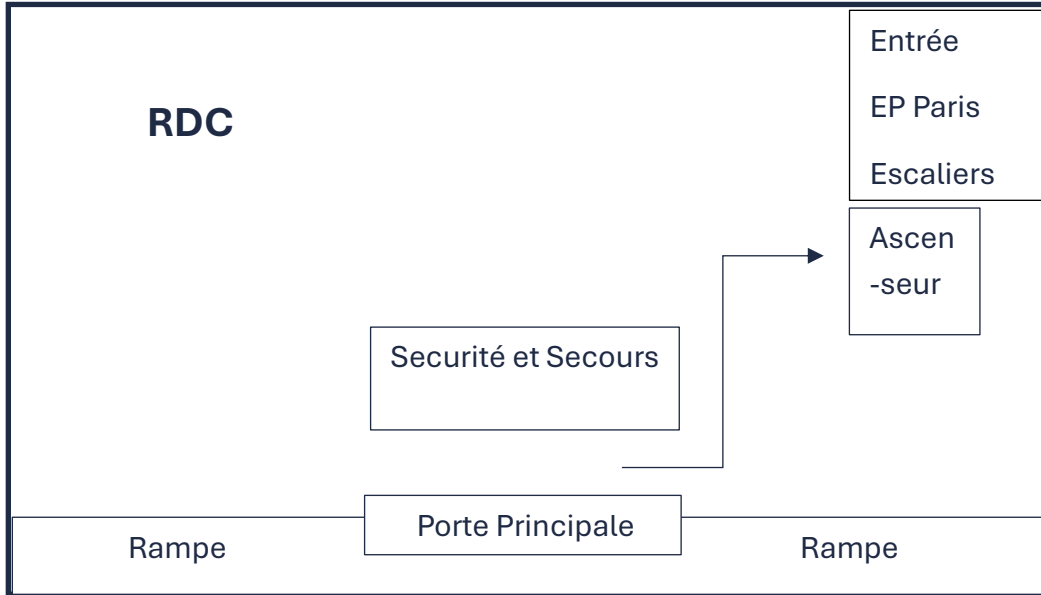 RDC
Entrée
EP Paris
Escaliers
Ascen
-seur
Securité et Secours
Porte Principale
Rampe
Rampe